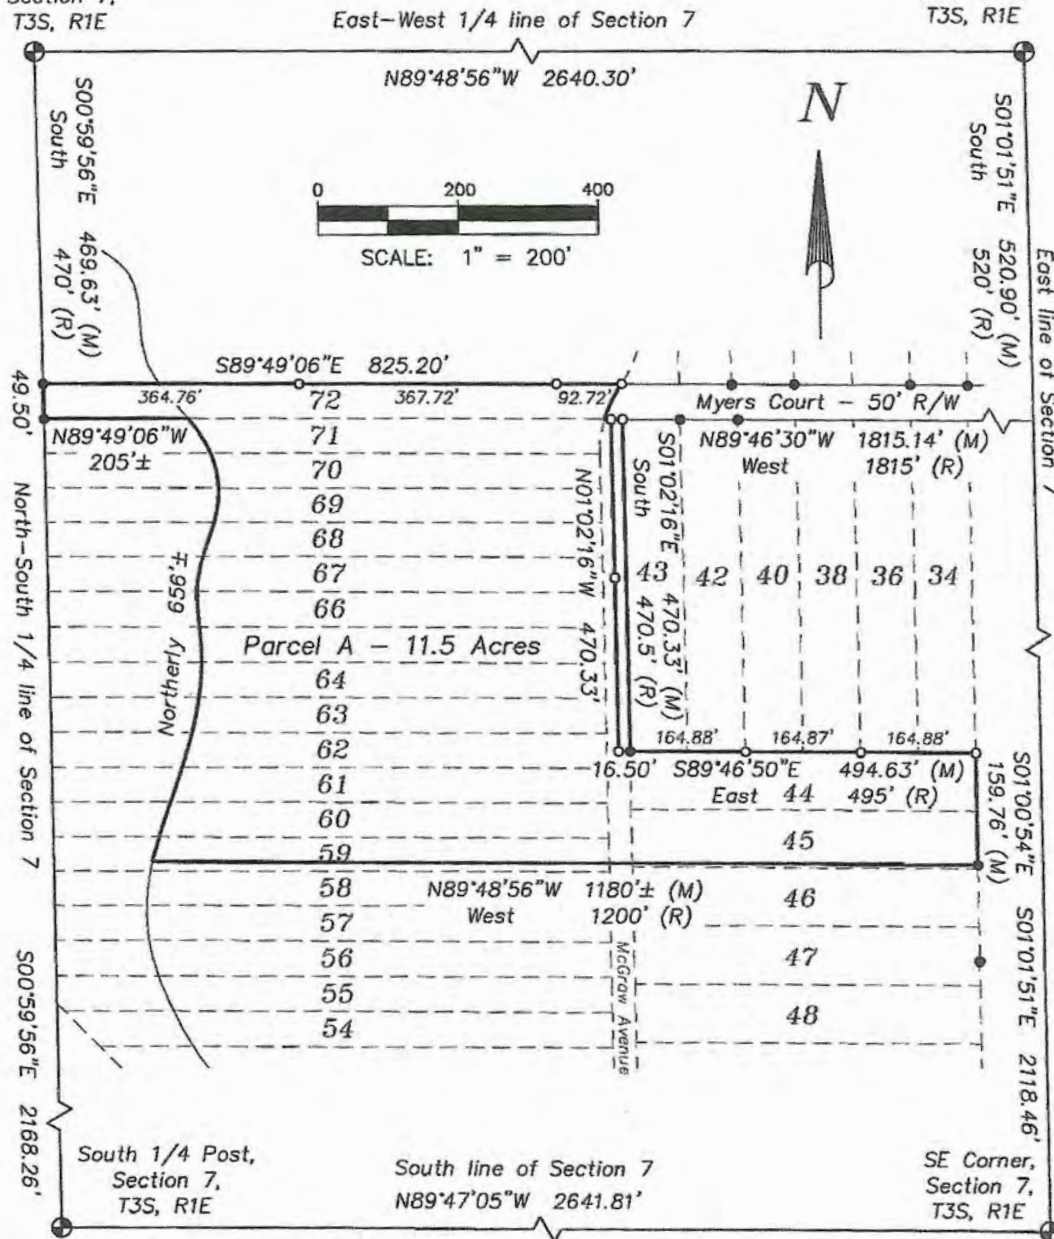 Section 7,
T3S, R1E
East-West 1/4 line of Section 7
T3S, R1E
N89°48'56"W 2640.30'
N
S00°59'56"E 469.63' (M)
South 470' (R)
0 200 400
SCALE: 1" = 200'
S01°01'51"E 520.90' (M)
South 520' (R)
East line of Section 7
S89°49'06"E 825.20'
364.76' 72 367.72' 92.72'
Myers Court - 50' R/W
49.50'
N89°49'06"W
205'±
N89°46'30"W 1815.14' (M)
West 1815' (R)
71
70
69
68
67
66
Parcel A - 11.5 Acres
64
63
62
61
60
59
58
57
56
55
54
North-South 1/4 line of Section 7
Northerly 659'±
N01°02'16"W 470.33'
S01°02'16"E 470.33' (M)
South 470.5' (R)
43 42 40 38 36 34
164.88' 164.87' 164.88'
16.50' S89°46'50"E 494.63' (M)
East 44 495' (R)
45
S01°00'54"E
159.76' (M)
N89°48'56"W 1180'± (M)
West 1200' (R)
46
47
48
McGraw Avenue
S01°01'51"E 2118.46'
S00°59'56"E 2168.26'
South 1/4 Post,
Section 7,
T3S, R1E
South line of Section 7
N89°47'05"W 2641.81'
SE Corner,
Section 7,
T3S, R1E